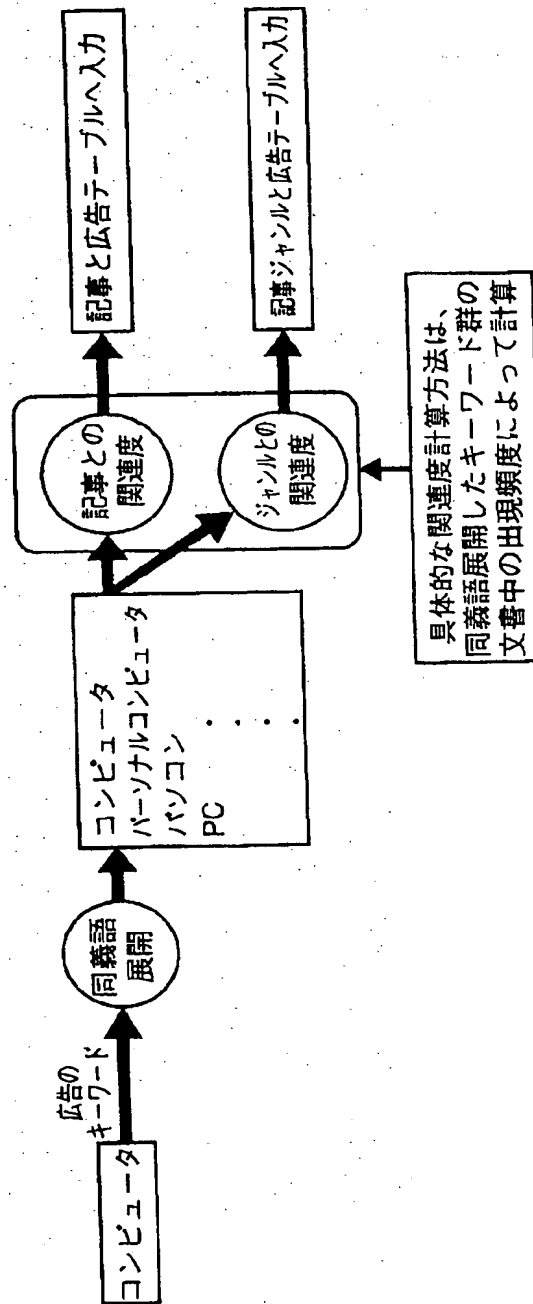 コンピュータ
広告の
キーワード
同義語
展開
コンピュータ
パーソナルコンピュータ
パソコン
PC
記事との
関連度
ジャンルとの
関連度
記事と広告テーブルへ入力
記事ジャンルと広告テーブルへ入力
具体的な関連度計算方法は、
同義語展開したキーワード群の
文書中の出現頻度によって計算